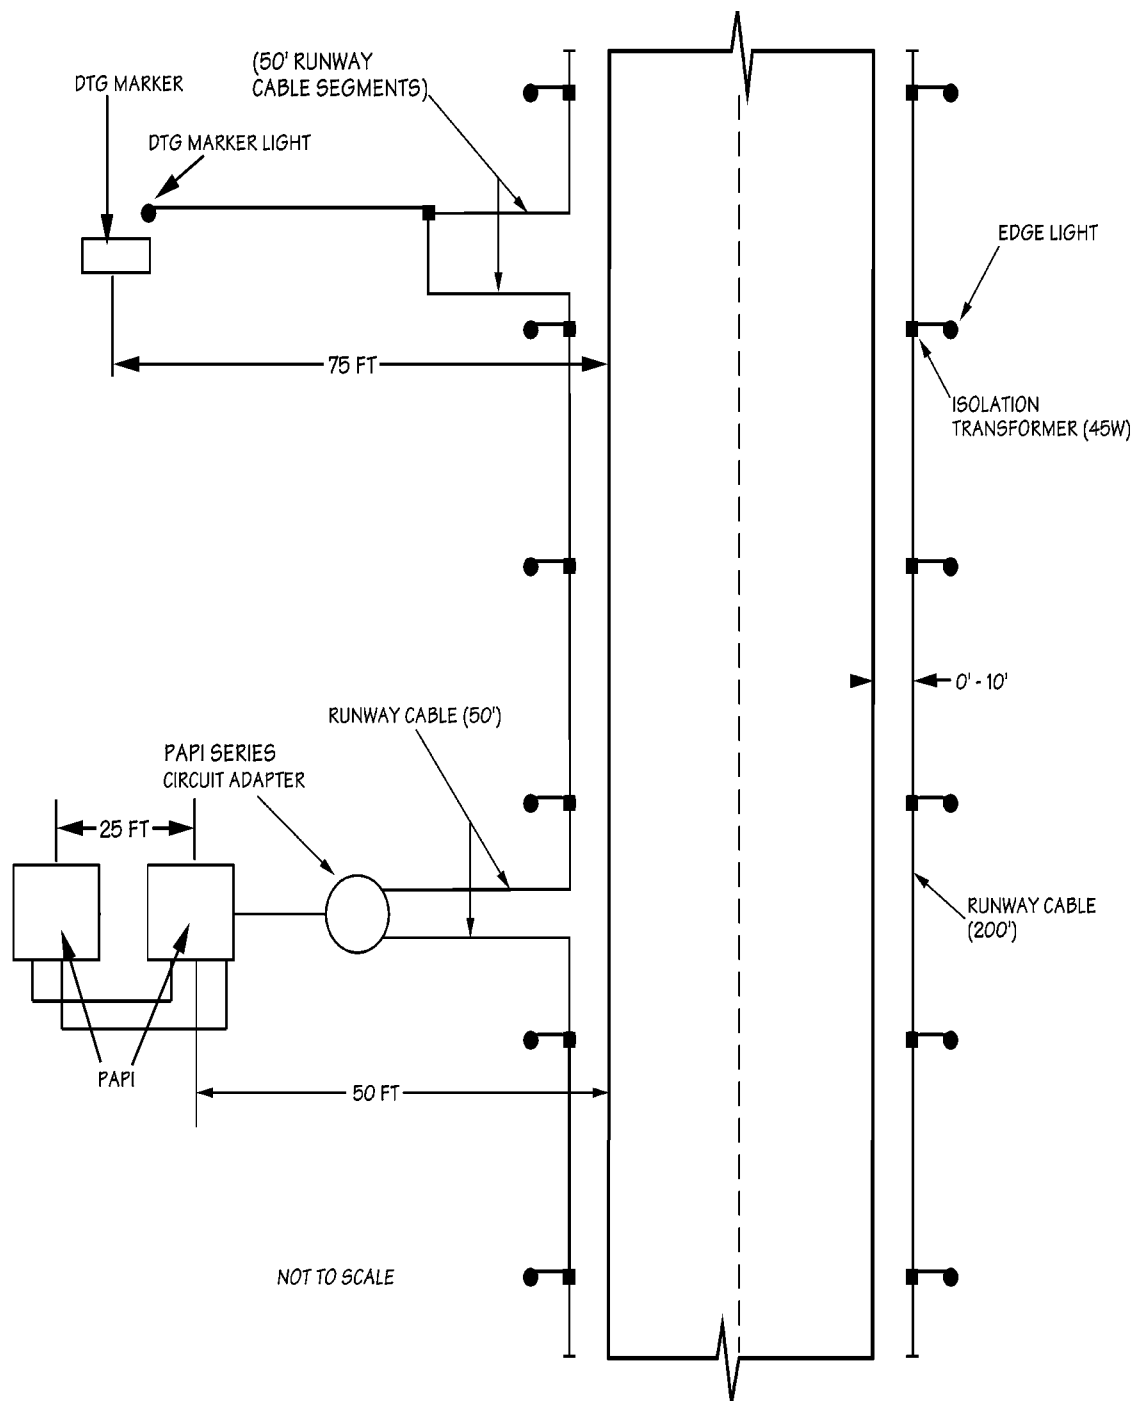 (50' RUNWAY
CABLE SEGMENTS)
DTG MARKER
DTG MARKER LIGHT
EDGE LIGHT
75 FT
ISOLATION
TRANSFORMER (45W)
0' - 10'
RUNWAY CABLE (50')
PAPI SERIES
CIRCUIT ADAPTER
25 FT
RUNWAY CABLE
(200')
PAPI
50 FT
NOT TO SCALE